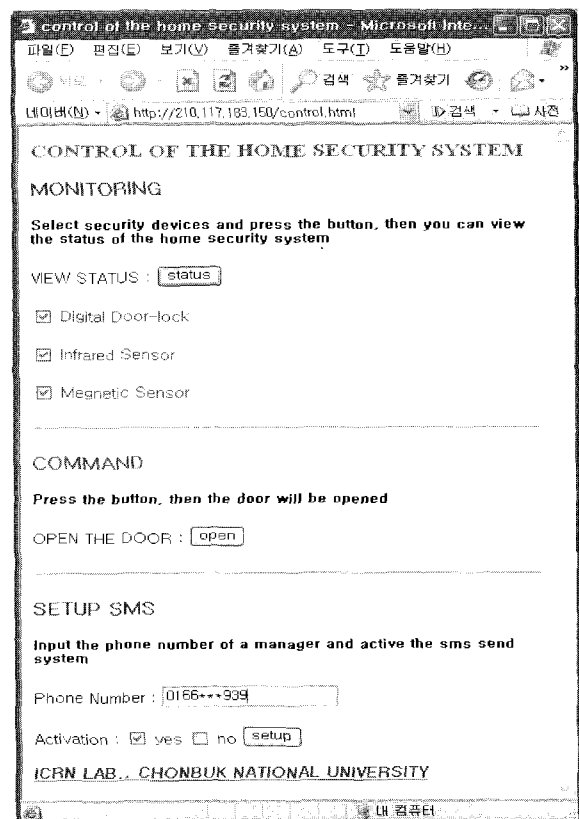 control of the home security system - Microsoft Inte...
파일(F) 편집(E) 보기(V) 즐겨찾기(A) 도구(T) 도움말(H)
뒤로 검색 즐겨찾기
네이버(N) http://210,117,183,150/control,html 검색 사전
CONTROL OF THE HOME SECURITY SYSTEM
MONITORING
Select security devices and press the button, then you can view
the status of the home security system
VIEW STATUS : status
Digital Door-lock
Infrared Sensor
Megnetic Sensor
COMMAND
Press the button, then the door will be opened
OPEN THE DOOR : open
SETUP SMS
Input the phone number of a manager and active the sms send
system
Phone Number : 0166***939
Activation : yes no setup
ICRN LAB., CHONBUK NATIONAL UNIVERSITY
내 컴퓨터